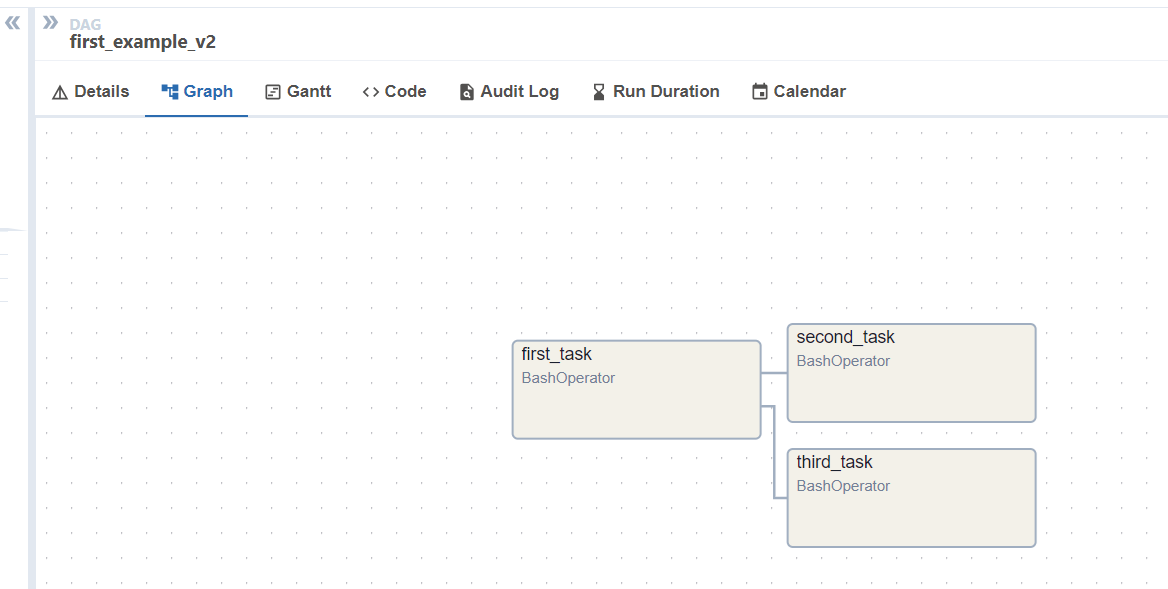 DAG
first_example_v2
Details Graph Gantt Code Audit Log Run Duration Calendar
first_task
BashOperator
second_task
BashOperator
third_task
BashOperator